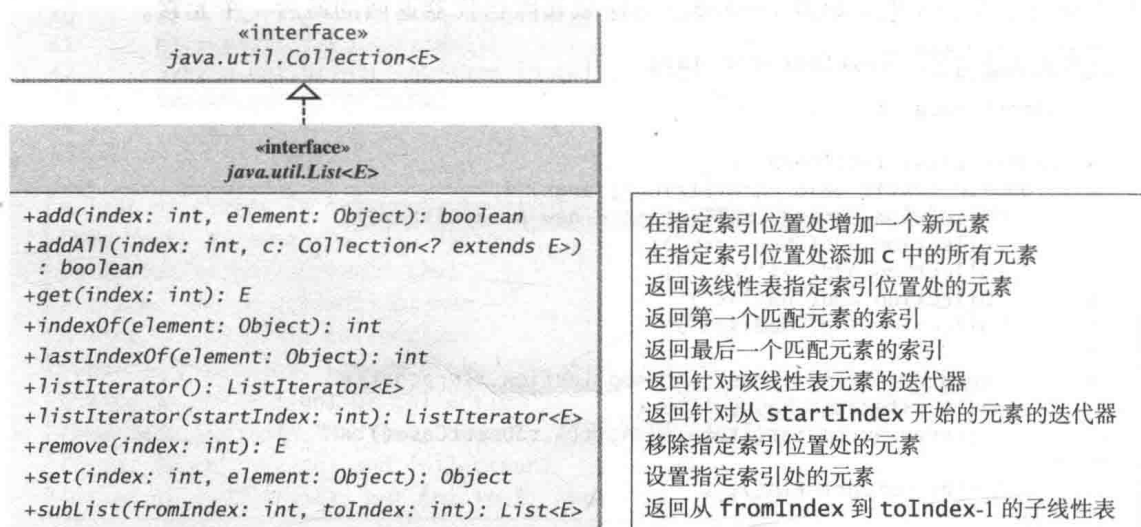 «interface»
java.util.Collection<E>
«interface»
java.util.List<E>
+add(index: int, element: Object): boolean
+addAll(index: int, c: Collection<? extends E>)
: boolean
+get(index: int): E
+indexOf(element: Object): int
+lastIndexOf(element: Object): int
+listIterator(): ListIterator<E>
+listIterator(startIndex: int): ListIterator<E>
+remove(index: int): E
+set(index: int, element: Object): Object
+subList(fromIndex: int, toIndex: int): List<E>
在指定索引位置处增加一个新元素
在指定索引位置处添加 c 中的所有元素
返回该线性表指定索引位置处的元素
返回第一个匹配元素的索引
返回最后一个匹配元素的索引
返回针对该线性表元素的迭代器
返回针对从 startIndex 开始的元素的迭代器
移除指定索引位置处的元素
设置指定索引处的元素
返回从 fromIndex 到 toIndex-1 的子线性表